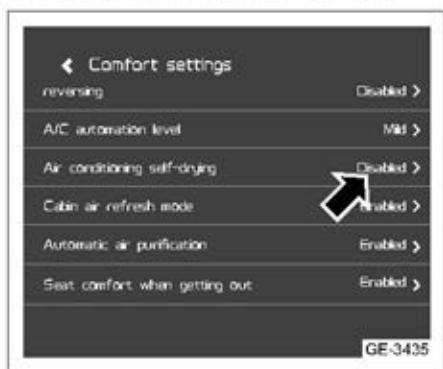 Comfort settings
reversing Disabled >
A/C automation level Mild >
Air conditioning self-drying Disabled >
Cabin air refresh mode Enabled >
Automatic air purification Enabled >
Seat comfort when getting out Enabled >
GE-3435